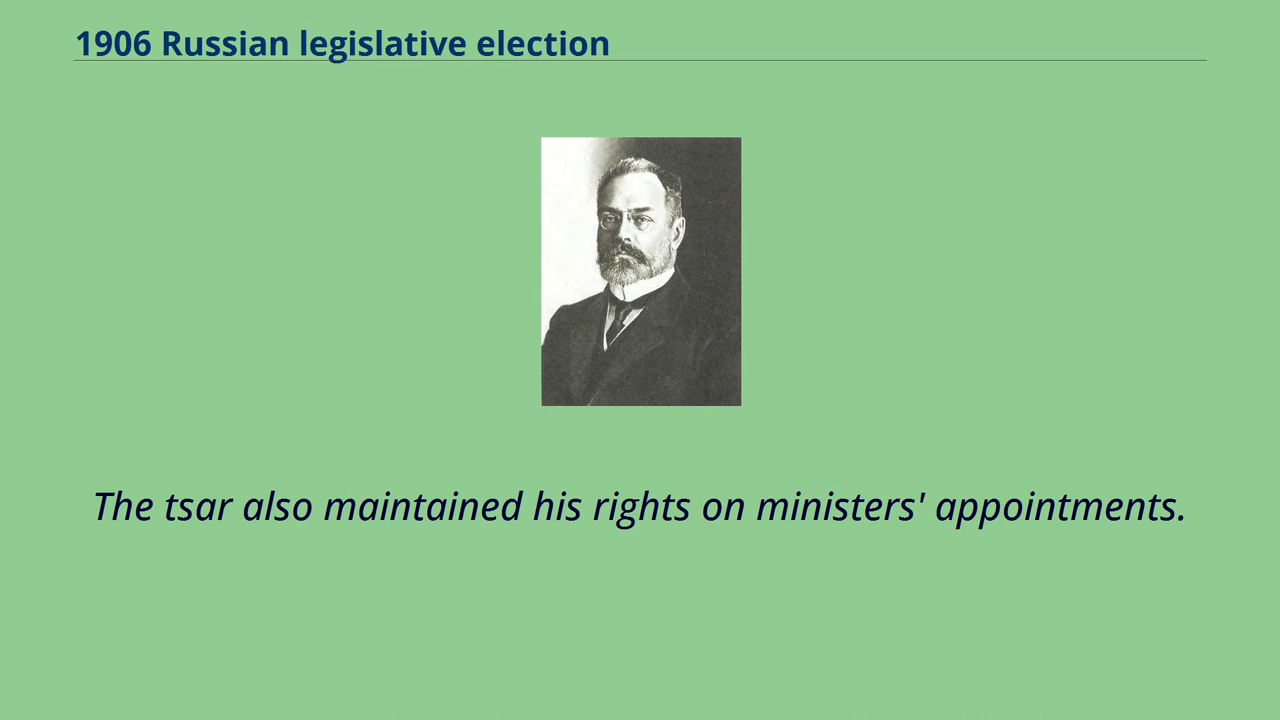 1906 Russian legislative election
The tsar also maintained his rights on ministers' appointments.